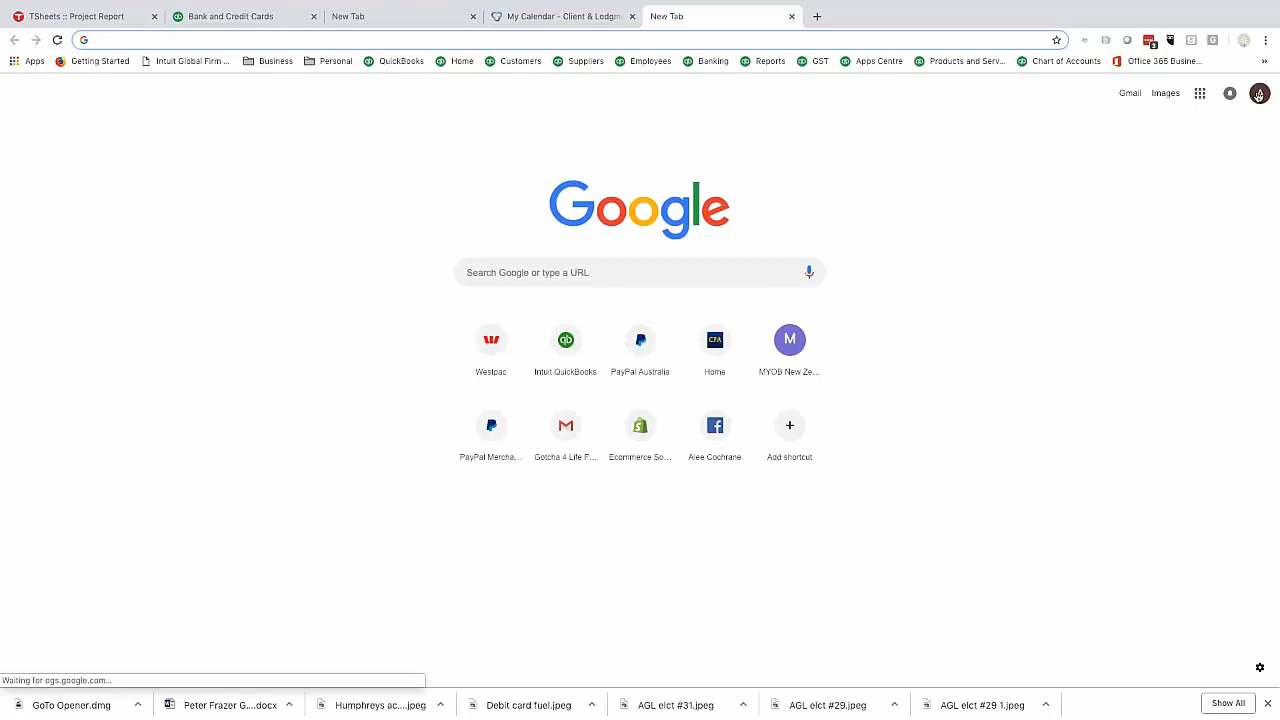 TSheets :: Project Report
Bank and Credit Cards
New Tab
My Calendar - Client & Lodgm
New Tab
Apps
Getting Started
Intuit Global Firm ...
Business
Personal
QuickBooks
Home
Customers
Suppliers
Employees
Banking
Reports
GST
Apps Centre
Products and Serv...
Chart of Accounts
Office 365 Busine...
»
Gmail
Images
Google
Search Google or type a URL
Westpac
Intuit QuickBooks
PayPal Australia
CPA
Home
M
MYOB New Ze...
PayPal Mercha...
Gotcha 4 Life F...
Ecommerce So...
Alee Cochrane
Add shortcut
Waiting for ogs.google.com...
GoTo Opener.dmg
Peter Frazer G....docx
Humphreys ac....jpeg
Debit card fuel.jpeg
AGL elct #31.jpeg
AGL elct #29.jpeg
AGL elct #29 1.jpeg
Show All